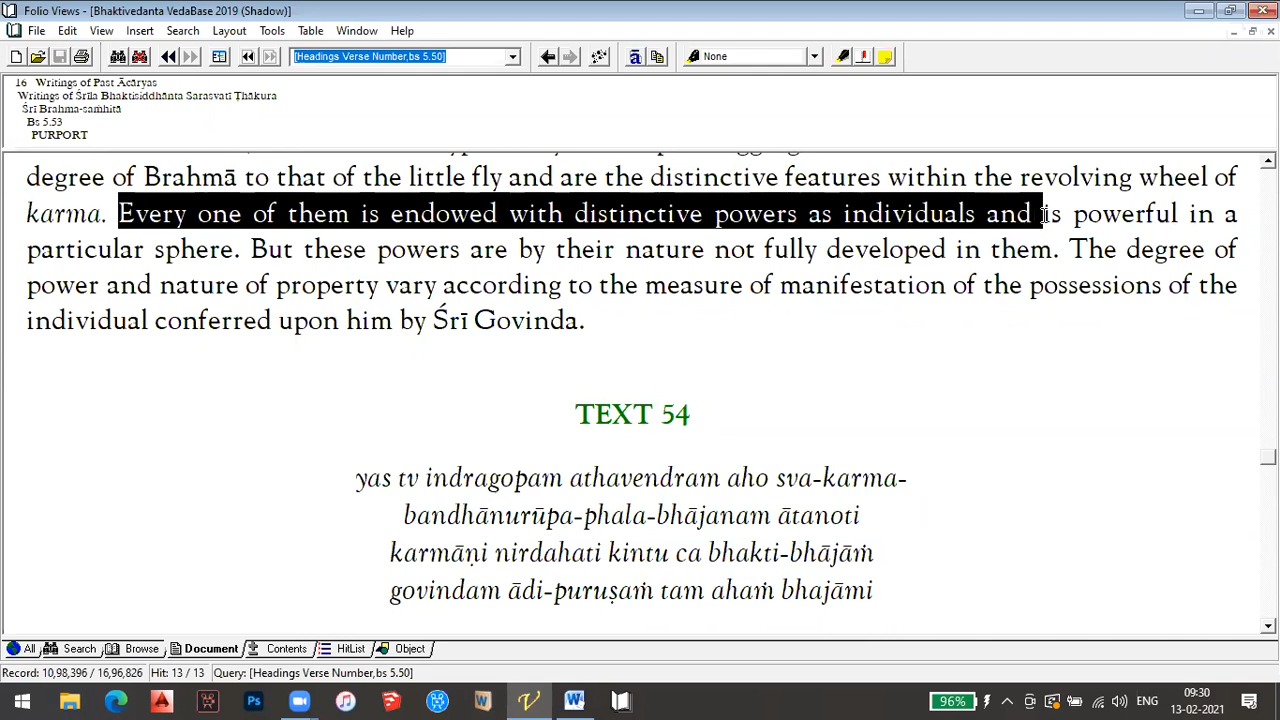 Folio Views - [Bhaktivedanta VedaBase 2019 (Shadow)]
File Edit View Insert Search Layout Tools Table Window Help
[Headings Verse Number,bs 5.50] None
16 Writings of Past Ācāryas
Writings of Śrīla Bhaktisiddhānta Sarasvatī Ṭhākura
Śrī Brahma-saṁhitā
Bs 5.53
PURPORT
degree of Brahmā to that of the little fly and are the distinctive features within the revolving wheel of
karma. Every one of them is endowed with distinctive powers as individuals and is powerful in a
particular sphere. But these powers are by their nature not fully developed in them. The degree of
power and nature of property vary according to the measure of manifestation of the possessions of the
individual conferred upon him by Śrī Govinda.
TEXT 54
yas tv indragopam athavendram aho sva-karma-
bandhānurūpa-phala-bhājanam ātanoti
karmāṇi nirdahati kintu ca bhakti-bhājāṁ
govindam ādi-puruṣaṁ tam ahaṁ bhajāmi
All Search Browse Document Contents HitList Object
Record: 10,98,396 / 16,96,826 Hit: 13 / 13 Query: [Headings Verse Number,bs 5.50]
96% ENG 09:30
13-02-2021